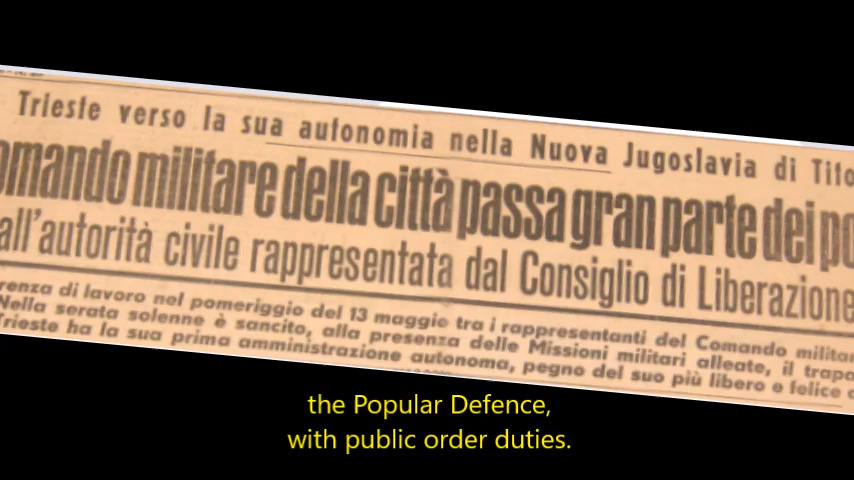 Trieste verso la sua autonomia nella Nuova Jugoslavia di Tito
omando militare della città passa gran parte dei po
all'autorità civile rappresentata dal Consiglio di Liberazione
renza di lavoro nel pomeriggio del 13 maggio tra i rappresentanti del Comando militar
Nella serata solenne è sancito, alla presenza delle Missioni militari alleate, il trapa
Trieste ha la sua prima amministrazione autonoma, pegno del suo più libero e felice
the Popular Defence,
with public order duties.